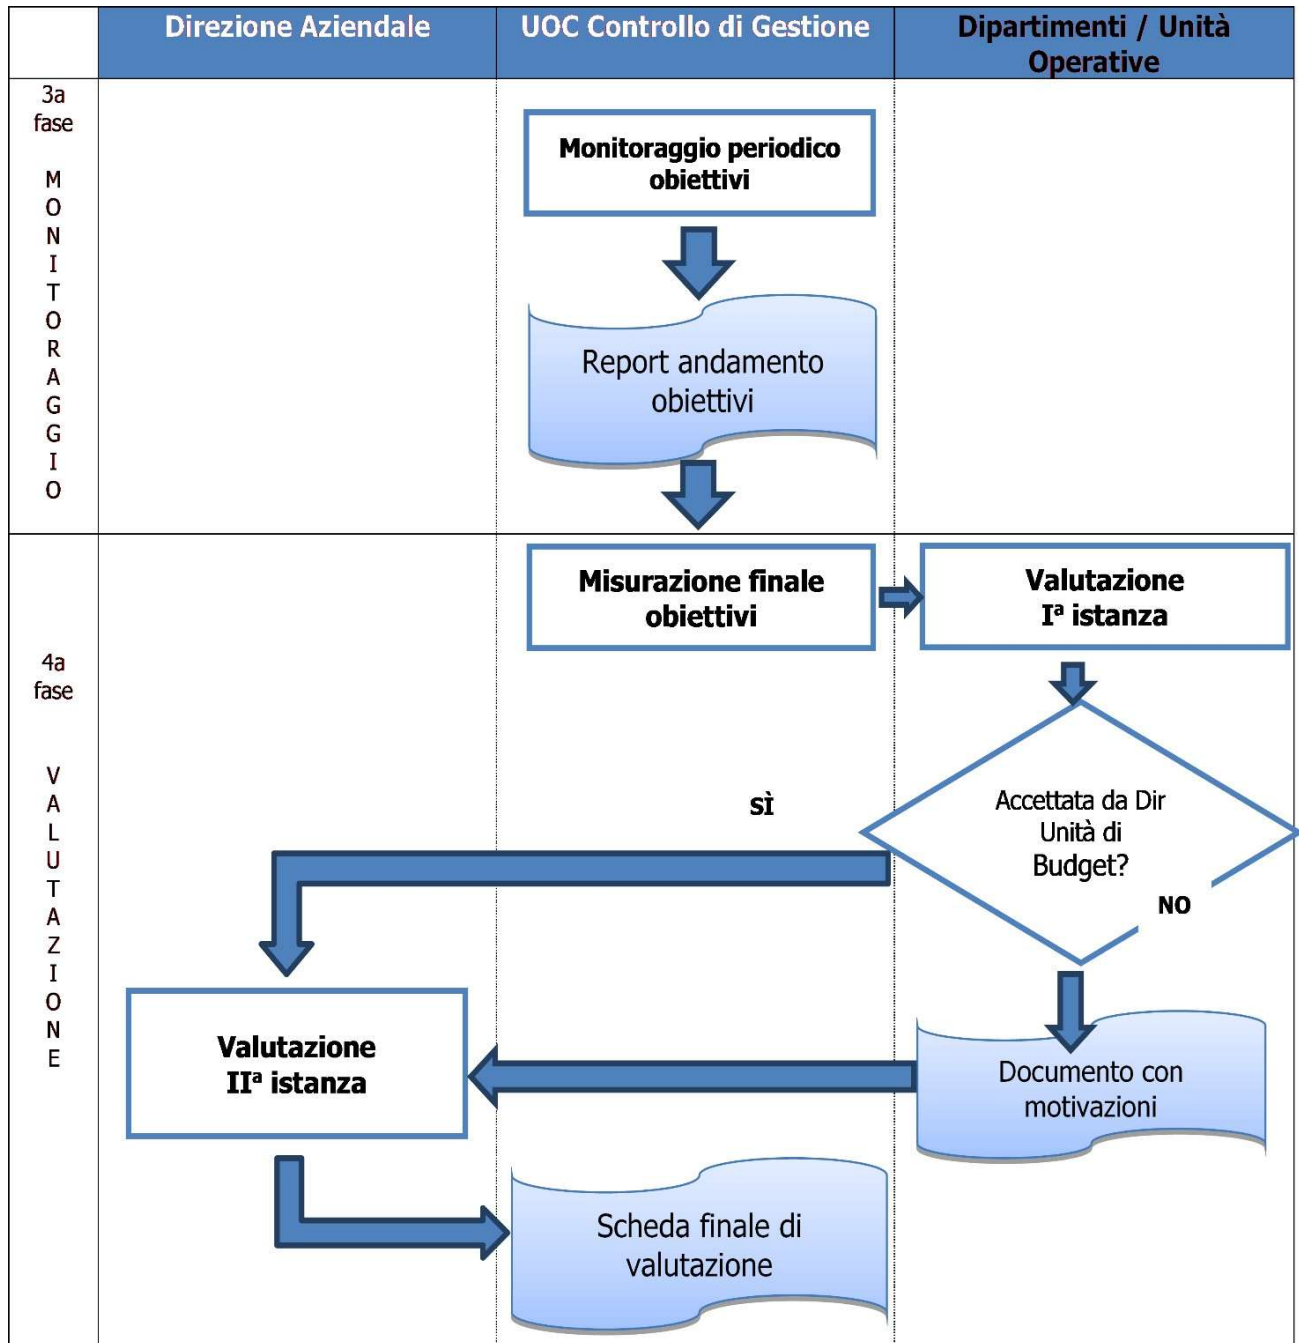 Direzione Aziendale
UOC Controllo di Gestione
Dipartimenti / Unità
Operative
3a
fase
M
O
N
I
T
O
R
A
G
G
I
O
Monitoraggio periodico
obiettivi
Report andamento
obiettivi
4a
fase
V
A
L
U
T
A
Z
I
O
N
E
Misurazione finale
obiettivi
Valutazione
Iª istanza
Accettata da Dir
Unità di
Budget?
SÌ
NO
Documento con
motivazioni
Valutazione
IIª istanza
Scheda finale di
valutazione